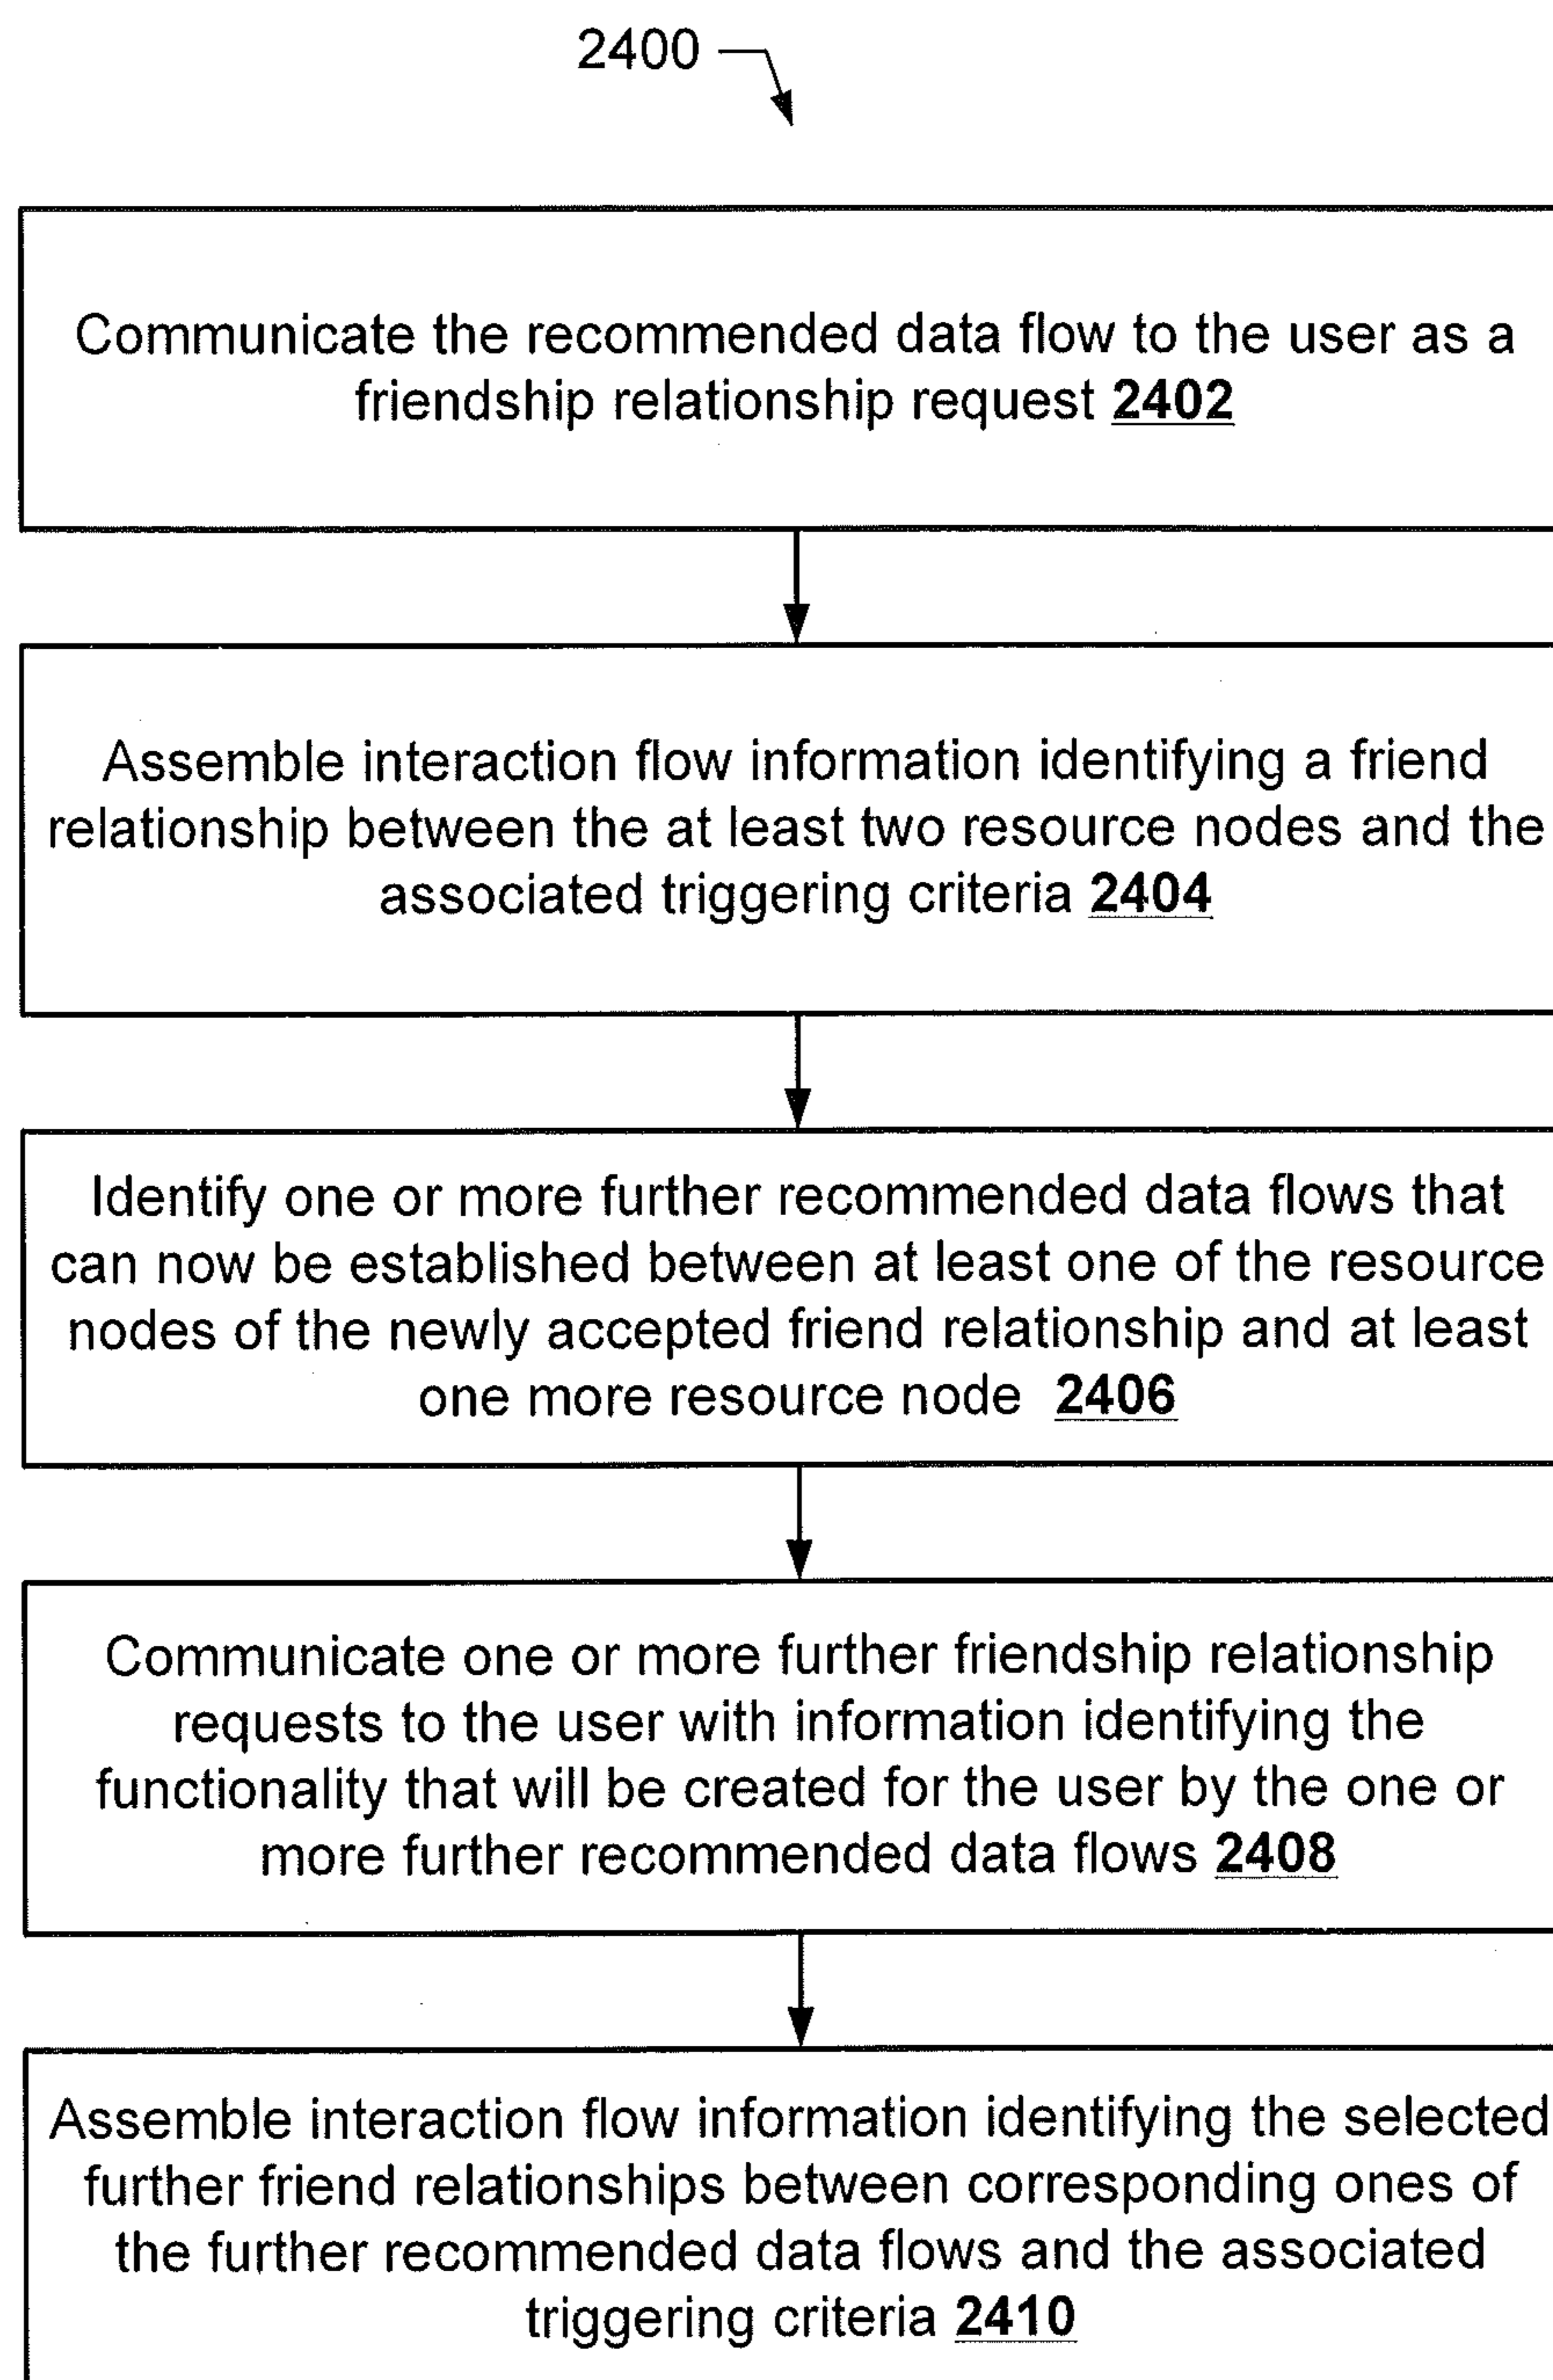 2400
Communicate the recommended data flow to the user as a
friendship relationship request 2402
Assemble interaction flow information identifying a friend
relationship between the at least two resource nodes and the
associated triggering criteria 2404
Identify one or more further recommended data flows that
can now be established between at least one of the resource
nodes of the newly accepted friend relationship and at least
one more resource node 2406
Communicate one or more further friendship relationship
requests to the user with information identifying the
functionality that will be created for the user by the one or
more further recommended data flows 2408
Assemble interaction flow information identifying the selected
further friend relationships between corresponding ones of
the further recommended data flows and the associated
triggering criteria 2410